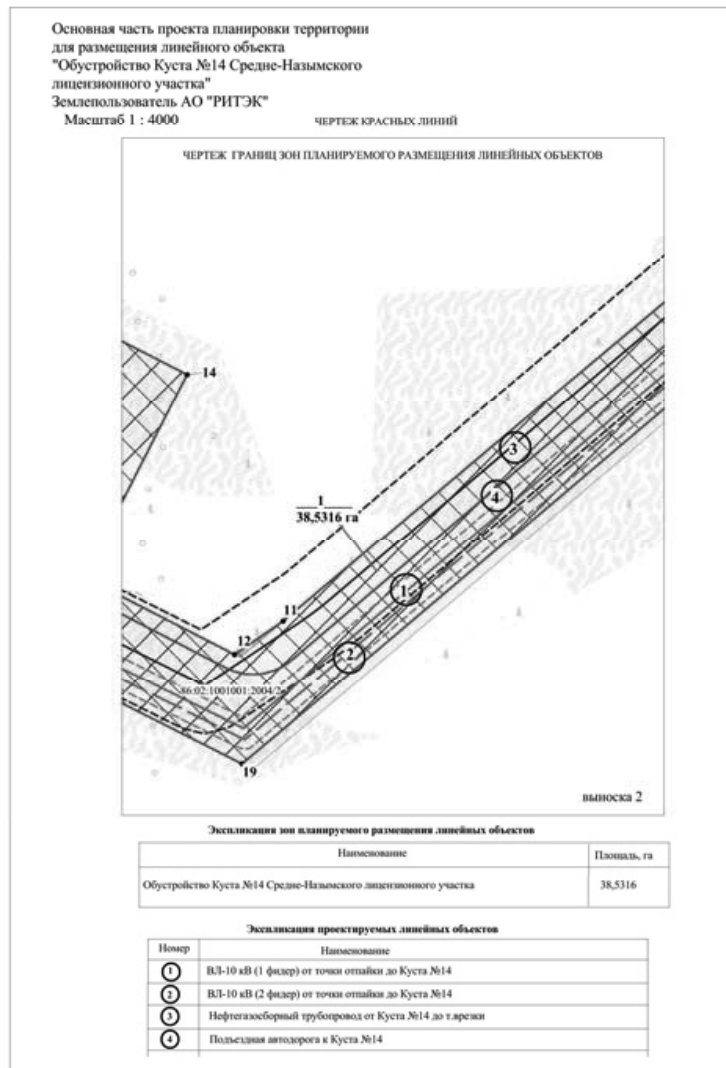 Основная часть проекта планировки территории
для размещения линейного объекта
"Обустройство Куста №14 Средне-Назымского
лицензионного участка"
Землепользователь АО "РИТЭК"
Масштаб 1 : 4000
ЧЕРТЕЖ КРАСНЫХ ЛИНИЙ
ЧЕРТЕЖ ГРАНИЦ ЗОН ПЛАНИРУЕМОГО РАЗМЕЩЕНИЯ ЛИНЕЙНЫХ ОБЪЕКТОВ
14
3
4
1
38,5316 га
1
11
12
2
86:02:1001001:2004/2
19
выноска 2
Экспликация зон планируемого размещения линейных объектов
Наименование Площадь, га
Обустройство Куста №14 Средне-Назымского лицензионного участка 38,5316
Экспликация проектируемых линейных объектов
Номер Наименование
1 ВЛ-10 кВ (1 фидер) от точки отпайки до Куста №14
2 ВЛ-10 кВ (2 фидер) от точки отпайки до Куста №14
3 Нефтегазосборный трубопровод от Куста №14 до т.врезки
4 Подъездная автодорога к Куста №14